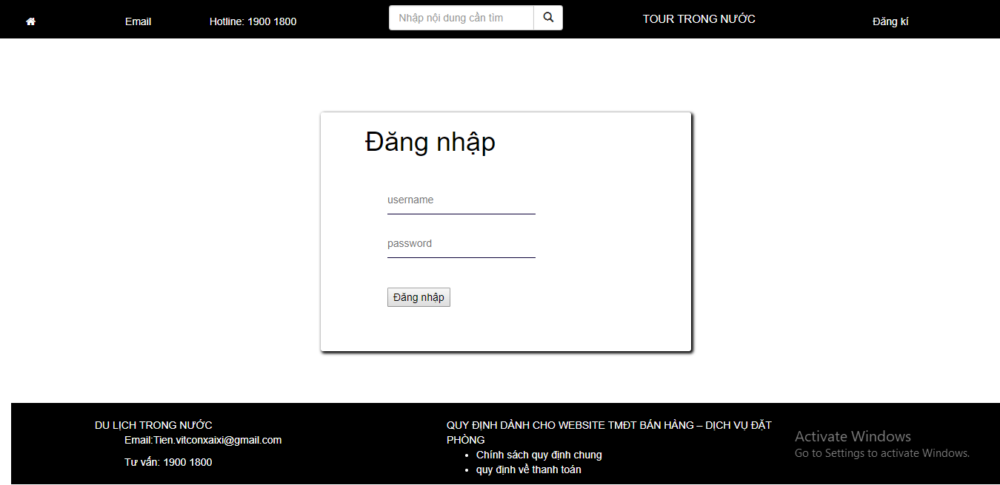 Email
Hotline: 1900 1800
Nhập nội dung cần tìm
TOUR TRONG NƯỚC
Đăng kí
Đăng nhập
username
password
Đăng nhập
DU LỊCH TRONG NƯỚC
Email:Tien.vitconxaixi@gmail.com
Tư vấn: 1900 1800
QUY ĐỊNH DÀNH CHO WEBSITE TMĐT BÁN HÀNG – DỊCH VỤ ĐẶT
PHÒNG
• Chính sách quy định chung
• quy định về thanh toán
Activate Windows
Go to Settings to activate Windows.